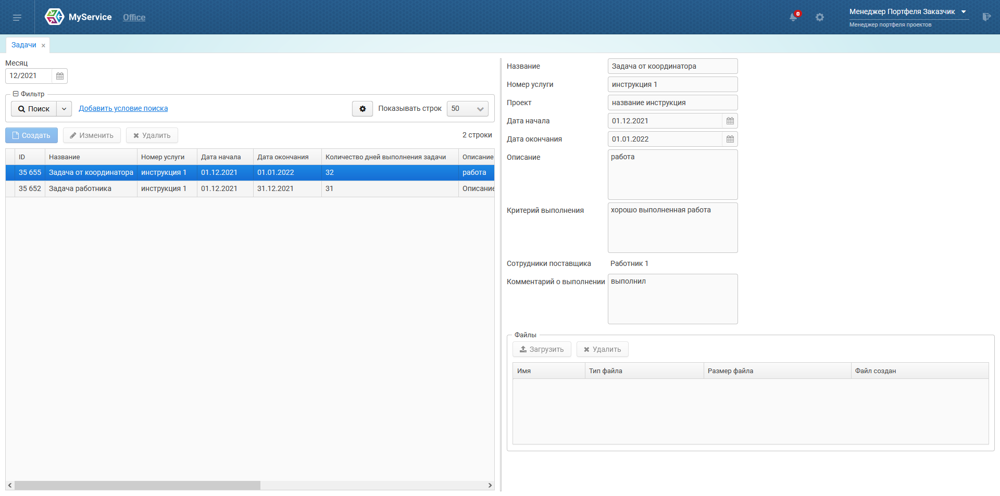 MyService Office
0
Менеджер Портфеля Заказчик
Менеджер портфеля проектов
Задачи ×
Месяц
12/2021
Фильтр
Поиск Добавить условие поиска Показывать строк 50
Создать Изменить Удалить 2 строки
ID Название Номер услуги Дата начала Дата окончания Количество дней выполнения задачи Описание
35 655 Задача от координатора инструкция 1 01.12.2021 01.01.2022 32 работа
35 652 Задача работника инструкция 1 01.12.2021 31.12.2021 31 Описание
Название Задача от координатора
Номер услуги инструкция 1
Проект название инструкция
Дата начала 01.12.2021
Дата окончания 01.01.2022
Описание работа
Критерий выполнения хорошо выполненная работа
Сотрудники поставщика Работник 1
Комментарий о выполнении выполнил
Файлы
Загрузить Удалить
Имя Тип файла Размер файла Файл создан